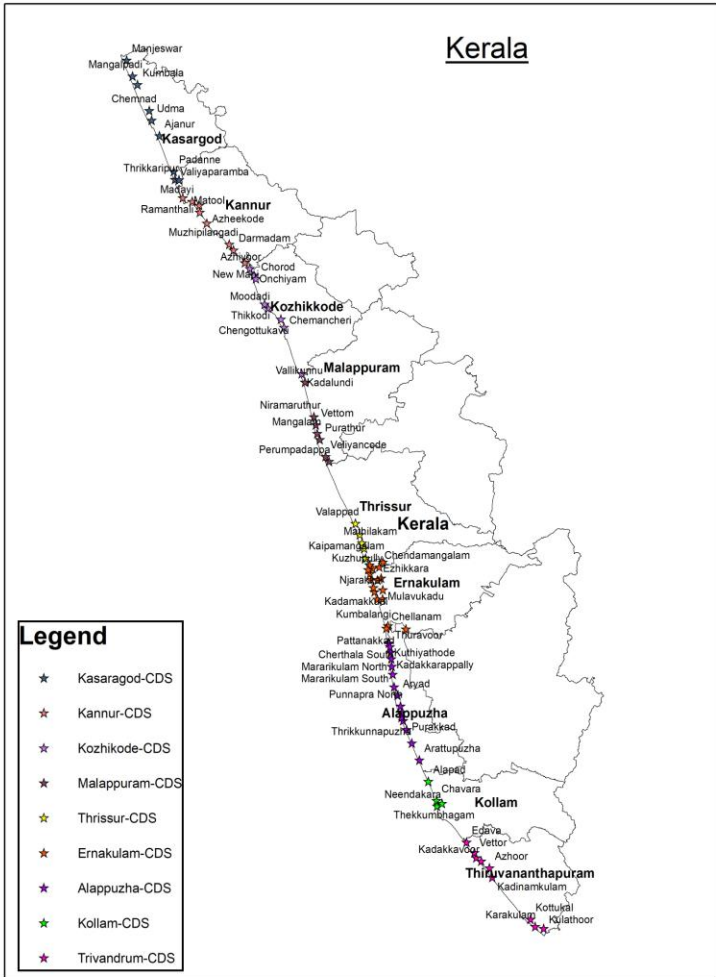 Kerala
Manjeswar
Mangalpadi
Kumbala
Chemnad
Udma
Ajanur
Kasargod
Padanne
Thrikkaripur
Valiyaparamba
Madayi
Matool
Kannur
Ramanthali
Azheekode
Muzhipilangadi
Darmadam
Azhiyoor
Chorod
New Mahe
Onchiyam
Moodadi
Kozhikkode
Thikkodi
Chemancheri
Chengottukavu
Malappuram
Vallikunnu
Kadalundi
Niramaruthur
Vettom
Mangalam
Purathur
Perumpadappa
Veliyancode
Thrissur
Valappad
Kerala
Mathilakam
Kaipamangalam
Kuzhupully
Chendamangalam
Ezhikkara
Njarakkal
Ernakulam
Kadamakkudi
Mulavukadu
Kumbalangi
Chellanam
Pattanakkad
Thuravoor
Cherthala South
Kuthiyathode
Mararikulam North
Kadakkarappally
Mararikulam South
Aryad
Punnapra North
Alappuzha
Thrikkunnapuzha
Purakkad
Arattupuzha
Alapad
Neendakara
Chavara
Kollam
Thekkumbhagam
Edava
Kadakkavoor
Vettor
Azhoor
Thiruvananthapuram
Kadinamkulam
Karakulam
Kottukal
Kulathoor
Legend
Kasaragod-CDS
Kannur-CDS
Kozhikode-CDS
Malappuram-CDS
Thrissur-CDS
Ernakulam-CDS
Alappuzha-CDS
Kollam-CDS
Trivandrum-CDS